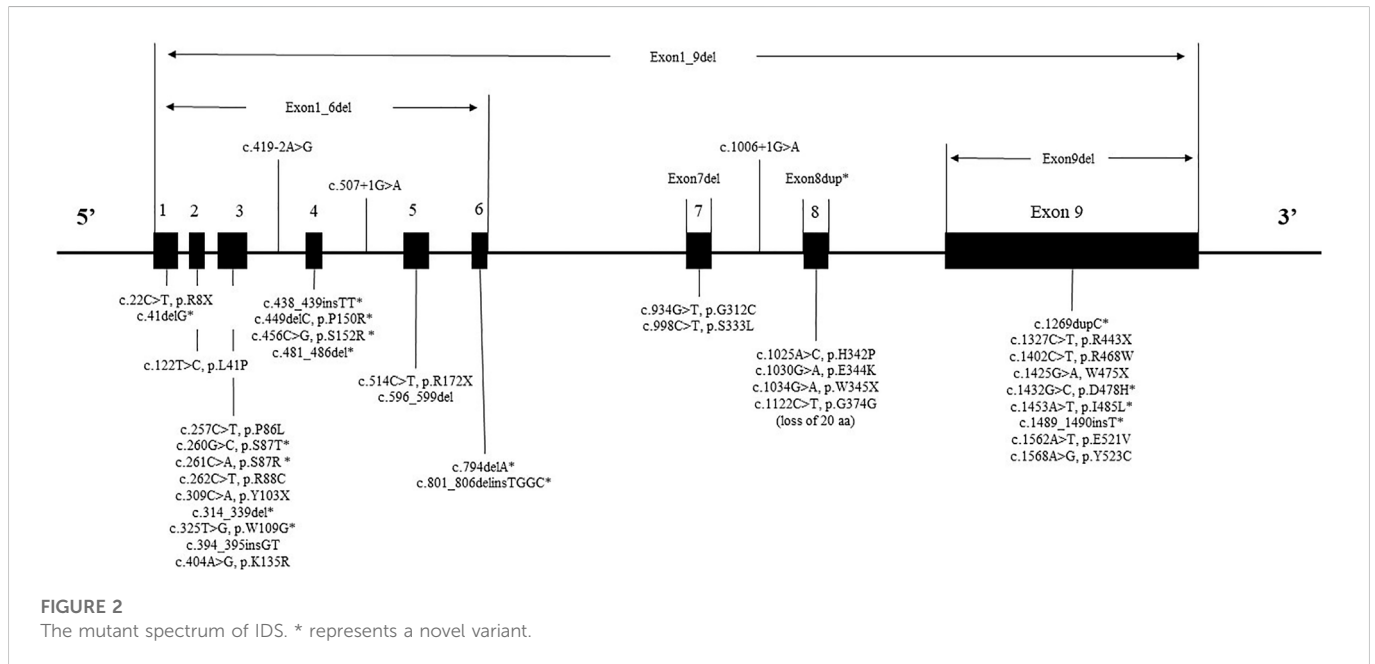 Exon1_9del
Exon1_6del
c.419-2A>G
c.1006+1G>A
Exon9del
c.507+1G>A
Exon7del
Exon8dup*
5’
1
2
3
4
5
6
7
8
Exon 9
3’
c.22C>T, p.R8X
c.41delG*
c.122T>C, p.L41P
c.257C>T, p.P86L
c.260G>C, p.S87T*
c.261C>A, p.S87R *
c.262C>T, p.R88C
c.309C>A, p.Y103X
c.314_339del*
c.325T>G, p.W109G*
c.394_395insGT
c.404A>G, p.K135R
c.438_439insTT*
c.449delC, p.P150R*
c.456C>G, p.S152R *
c.481_486del*
c.514C>T, p.R172X
c.596_599del
c.794delA*
c.801_806delinsTGGC*
c.934G>T, p.G312C
c.998C>T, p.S333L
c.1025A>C, p.H342P
c.1030G>A, p.E344K
c.1034G>A, p.W345X
c.1122C>T, p.G374G
(loss of 20 aa)
c.1269dupC*
c.1327C>T, p.R443X
c.1402C>T, p.R468W
c.1425G>A, W475X
c.1432G>C, p.D478H*
c.1453A>T, p.I485L*
c.1489_1490insT*
c.1562A>T, p.E521V
c.1568A>G, p.Y523C
FIGURE 2
The mutant spectrum of IDS. * represents a novel variant.